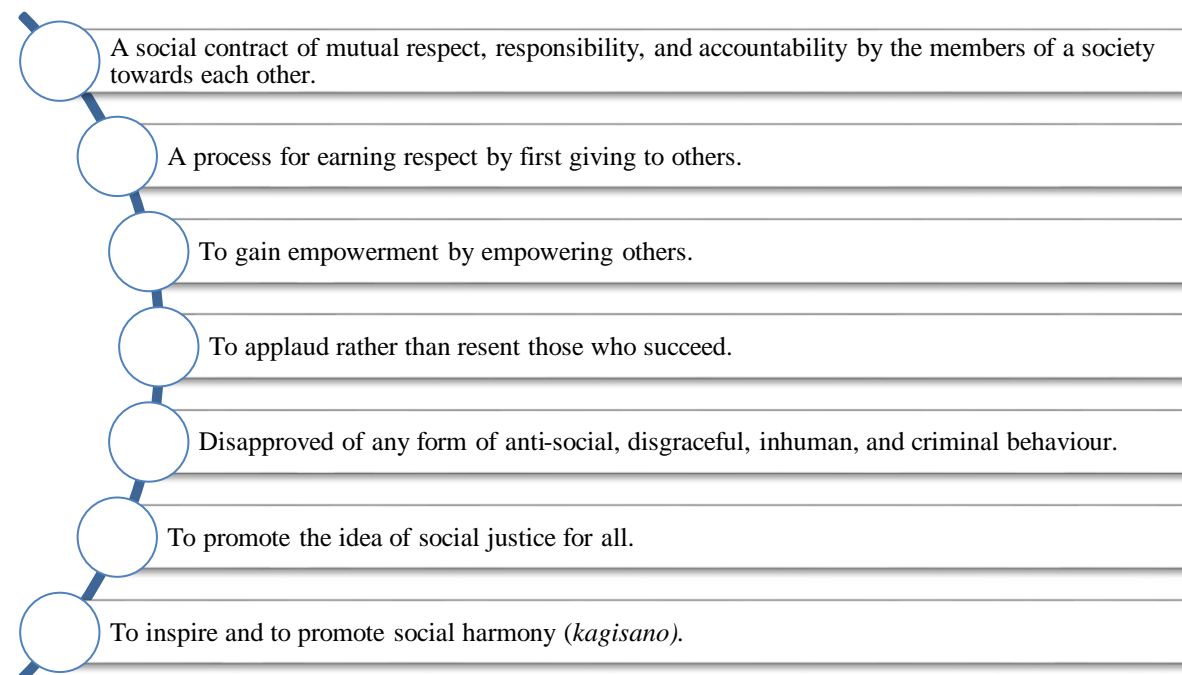 A social contract of mutual respect, responsibility, and accountability by the members of a society
towards each other.
A process for earning respect by first giving to others.
To gain empowerment by empowering others.
To applaud rather than resent those who succeed.
Disapproved of any form of anti-social, disgraceful, inhuman, and criminal behaviour.
To promote the idea of social justice for all.
To inspire and to promote social harmony (kagisano).